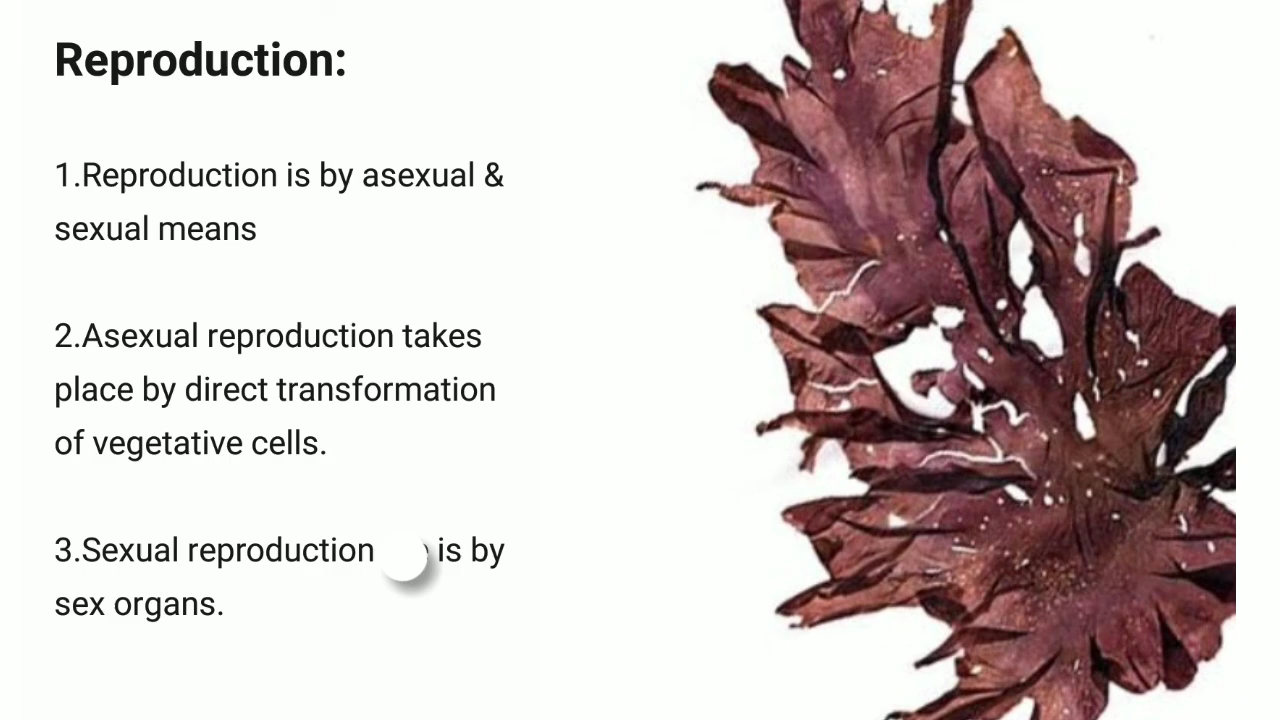 Reproduction:
1.Reproduction is by asexual &
sexual means
2.Asexual reproduction takes
place by direct transformation
of vegetative cells.
3.Sexual reproduction is by
sex organs.